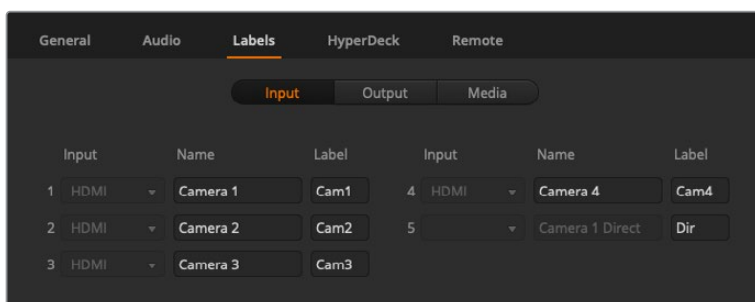 General Audio Labels HyperDeck Remote
Input Output Media
Input Name Label Input Name Label
1 HDMI Camera 1 Cam1 4 HDMI Camera 4 Cam4
2 HDMI Camera 2 Cam2 5 Camera 1 Direct Dir
3 HDMI Camera 3 Cam3